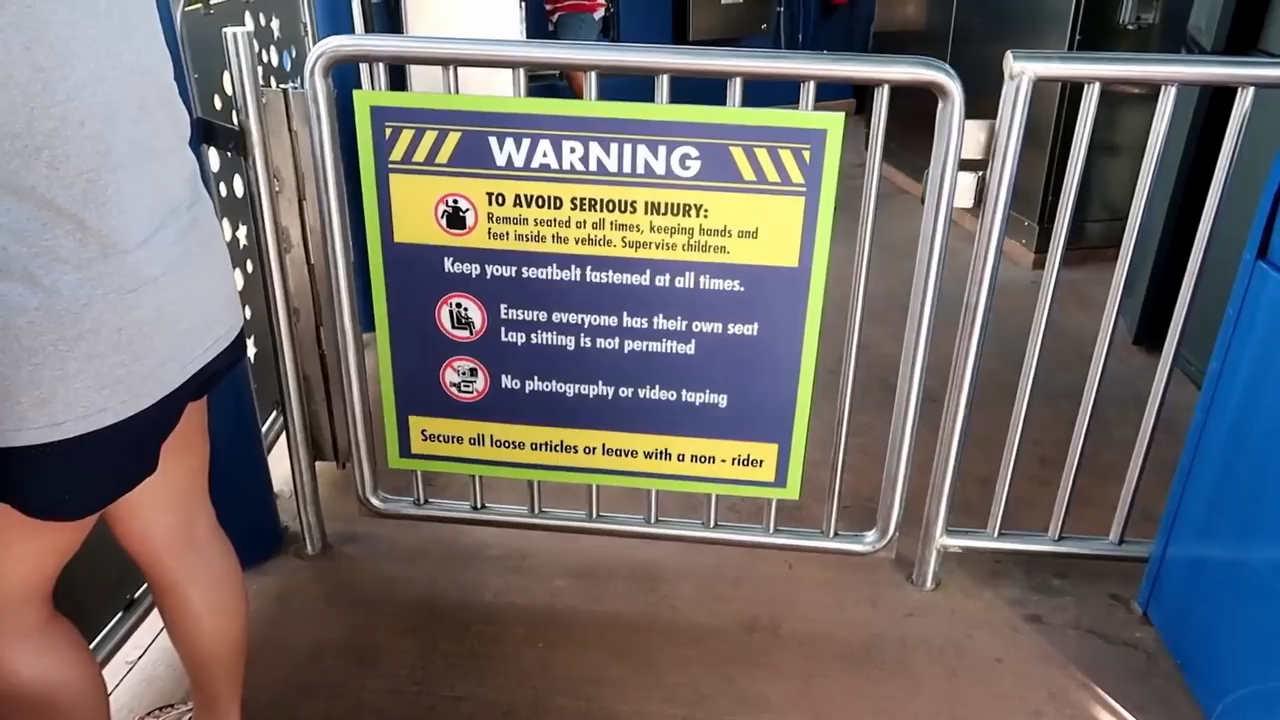 WARNING
TO AVOID SERIOUS INJURY:
Remain seated at all times, keeping hands and
feet inside the vehicle. Supervise children.
Keep your seatbelt fastened at all times.
Ensure everyone has their own seat
Lap sitting is not permitted
No photography or video taping
Secure all loose articles or leave with a non - rider